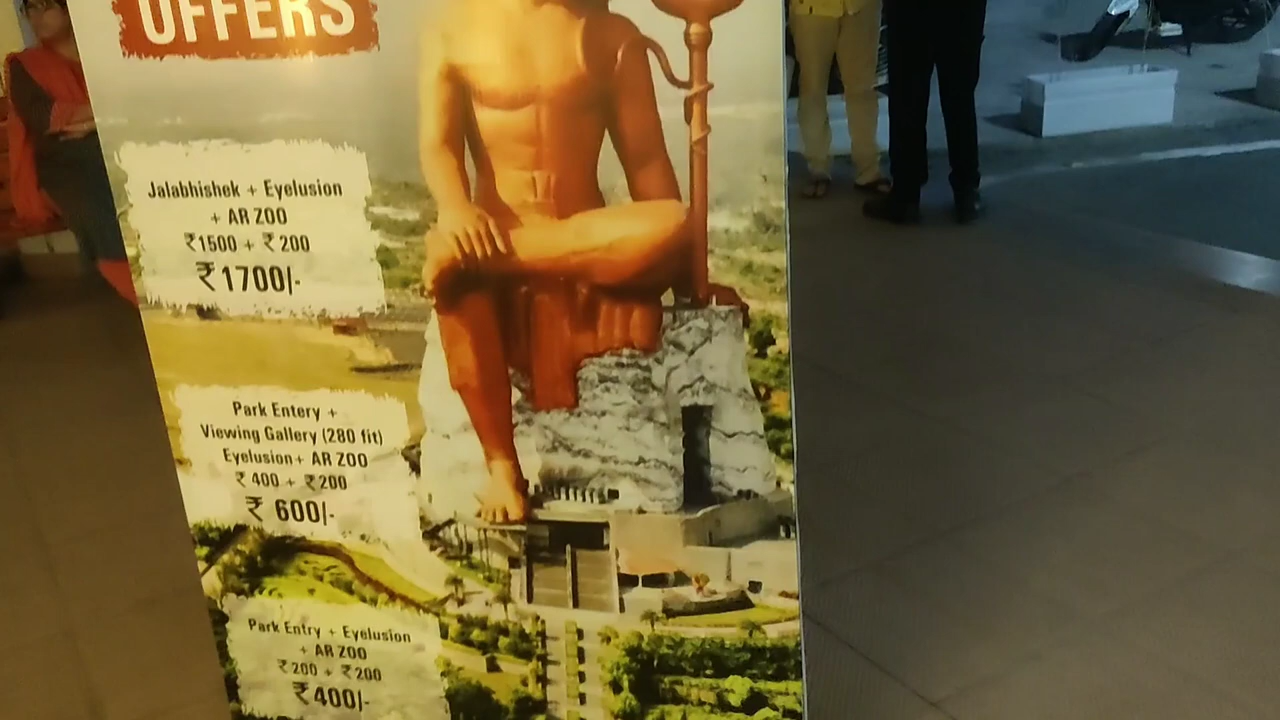 OFFERS
Jalabhishek + Eyelusion
+ AR ZOO
₹1500 + ₹200
₹1700/-
Park Entery +
Viewing Gallery (280 fit)
Eyelusion+ AR ZOO
₹ 400 + ₹200
₹ 600/-
Park Entry + Eyelusion
+ AR ZOO
₹200 + ₹200
₹400/-